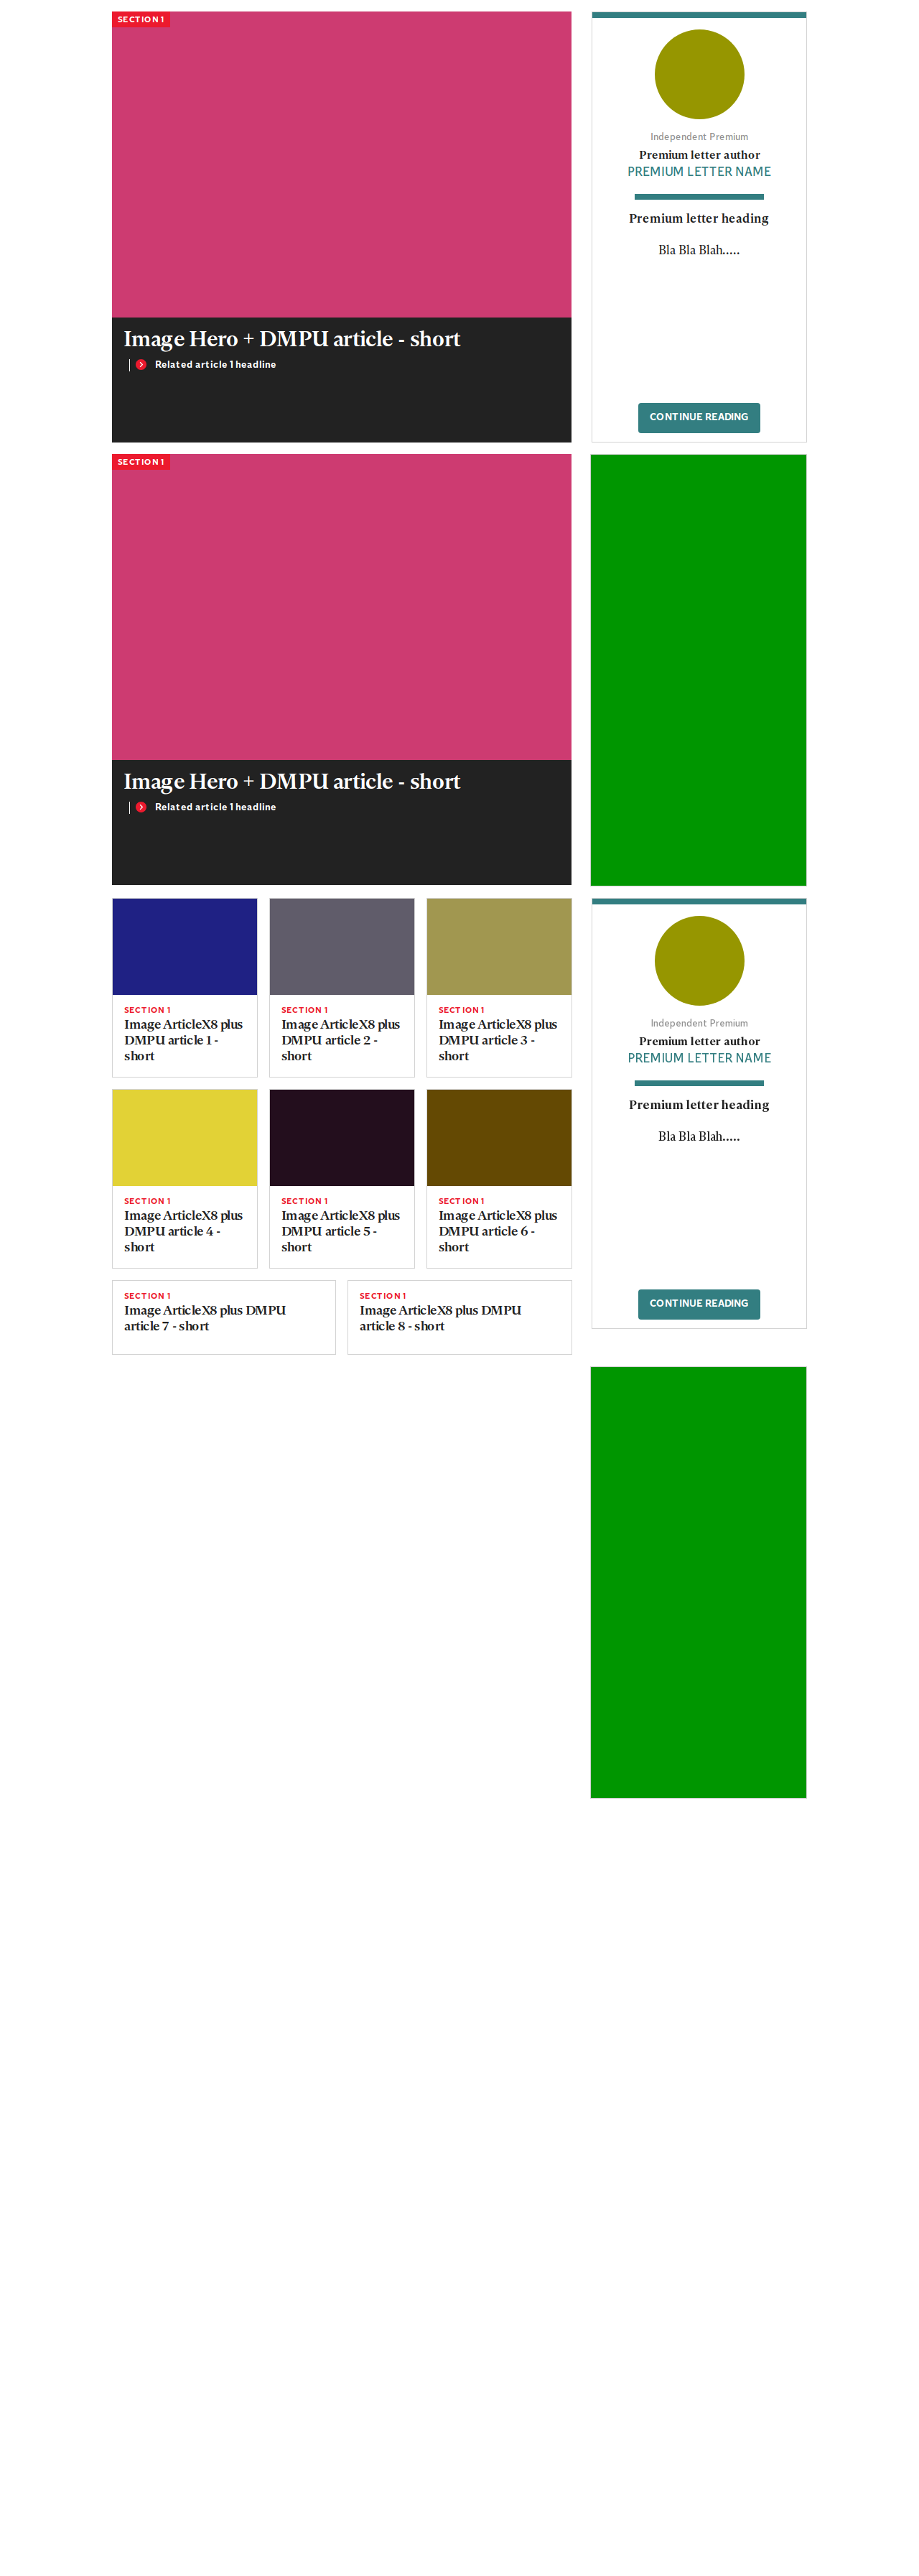 SECTION 1
Image Hero + DMPU article - short
Related article 1 headline
Independent Premium
Premium letter author
PREMIUM LETTER NAME
Premium letter heading
Bla Bla Blah.....
CONTINUE READING
SECTION 1
Image Hero + DMPU article - short
Related article 1 headline
SECTION 1
Image ArticleX8 plus
DMPU article 1 -
short
SECTION 1
Image ArticleX8 plus
DMPU article 2 -
short
SECTION 1
Image ArticleX8 plus
DMPU article 3 -
short
SECTION 1
Image ArticleX8 plus
DMPU article 4 -
short
SECTION 1
Image ArticleX8 plus
DMPU article 5 -
short
SECTION 1
Image ArticleX8 plus
DMPU article 6 -
short
SECTION 1
Image ArticleX8 plus DMPU
article 7 - short
SECTION 1
Image ArticleX8 plus DMPU
article 8 - short
Independent Premium
Premium letter author
PREMIUM LETTER NAME
Premium letter heading
Bla Bla Blah.....
CONTINUE READING